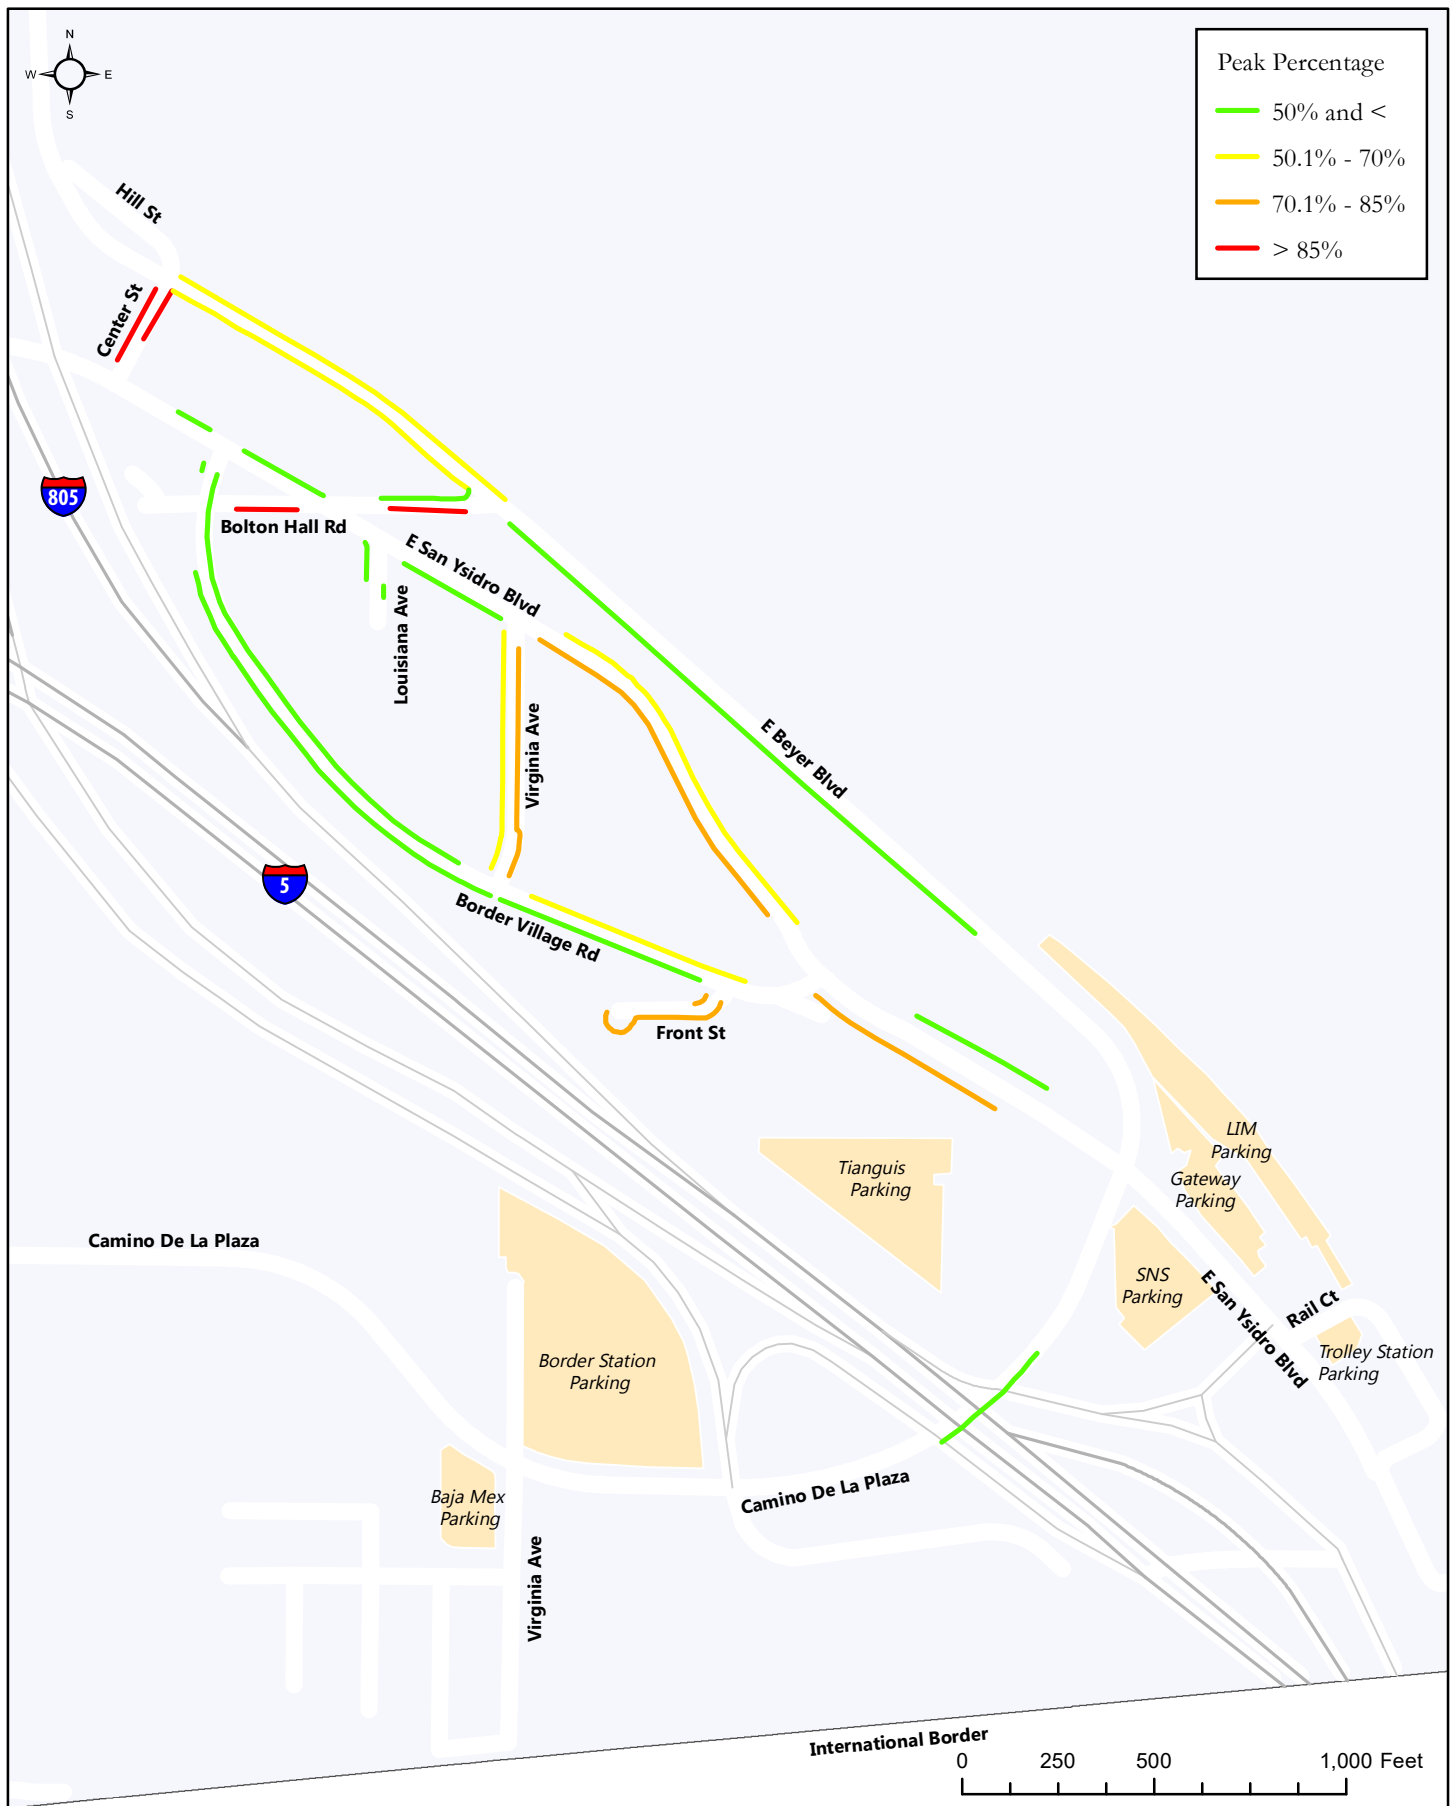 N
W E
S
Peak Percentage
50% and <
50.1% - 70%
70.1% - 85%
> 85%
Hill St
Center St
805
Bolton Hall Rd
E San Ysidro Blvd
Louisiana Ave
Virginia Ave
E Beyer Blvd
5
Border Village Rd
Front St
LIM
Parking
Tianguis
Parking
Gateway
Parking
Camino De La Plaza
SNS
Parking
E San Ysidro Blvd
Rail Ct
Trolley Station
Parking
Border Station
Parking
Camino De La Plaza
Baja Mex
Parking
Virginia Ave
International Border
0 250 500 1,000 Feet